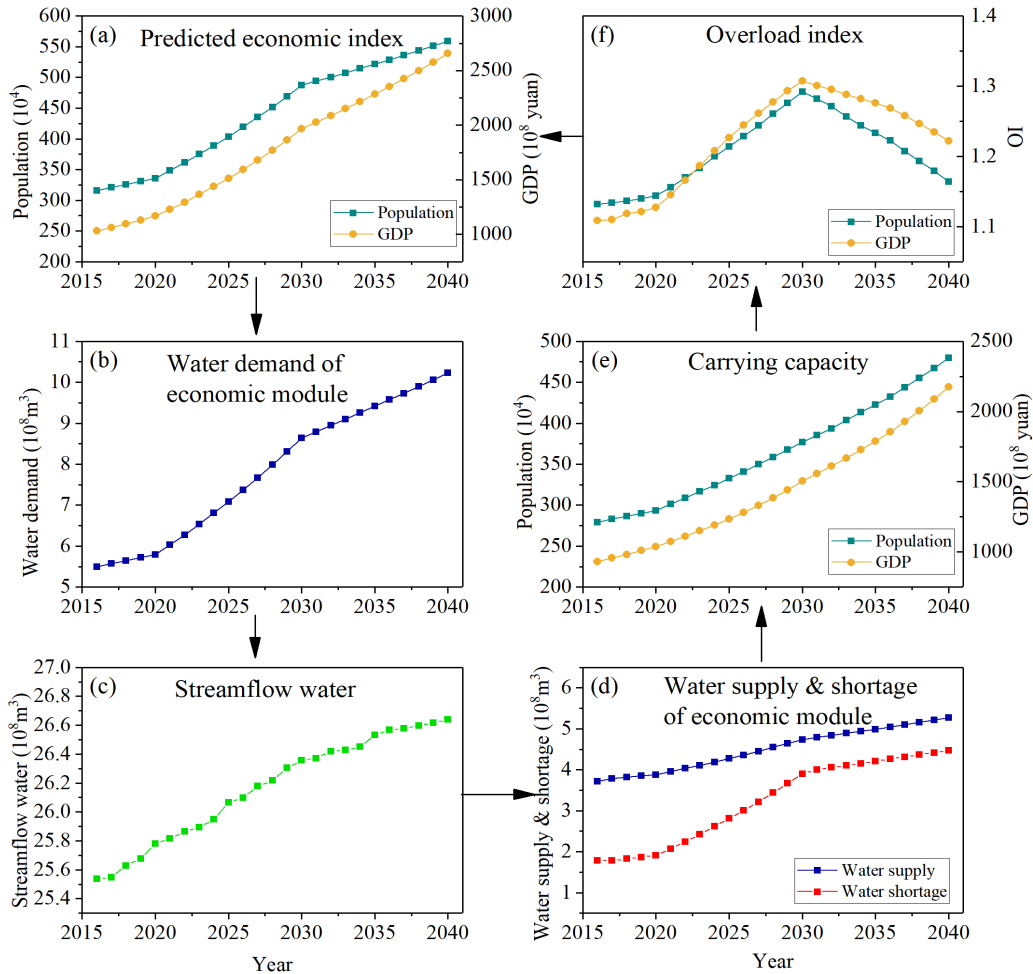 (a)
Predicted economic index
Population (10⁴)
600
550
500
450
400
350
300
250
200
GDP (10⁸ yuan)
3000
2500
2000
1500
1000
Population
GDP
2015 2020 2025 2030 2035 2040
(f)
Overload index
OI
1.4
1.3
1.2
1.1
Population
GDP
2015 2020 2025 2030 2035 2040
(b)
Water demand of
economic module
Water demand (10⁸m³)
11
10
9
8
7
6
5
2015 2020 2025 2030 2035 2040
Year
(e)
Carrying capacity
Population (10⁴)
500
450
400
350
300
250
200
GDP (10⁸ yuan)
2500
2000
1500
1000
Population
GDP
2015 2020 2025 2030 2035 2040
Year
(c)
Streamflow water
Streamflow water (10⁸m³)
27.0
26.8
26.6
26.4
26.2
26.0
25.8
25.6
25.4
2015 2020 2025 2030 2035 2040
Year
(d)
Water supply & shortage
of economic module
Water supply & shortage (10⁸m³)
6
5
4
3
2
1
Water supply
Water shortage
2015 2020 2025 2030 2035 2040
Year